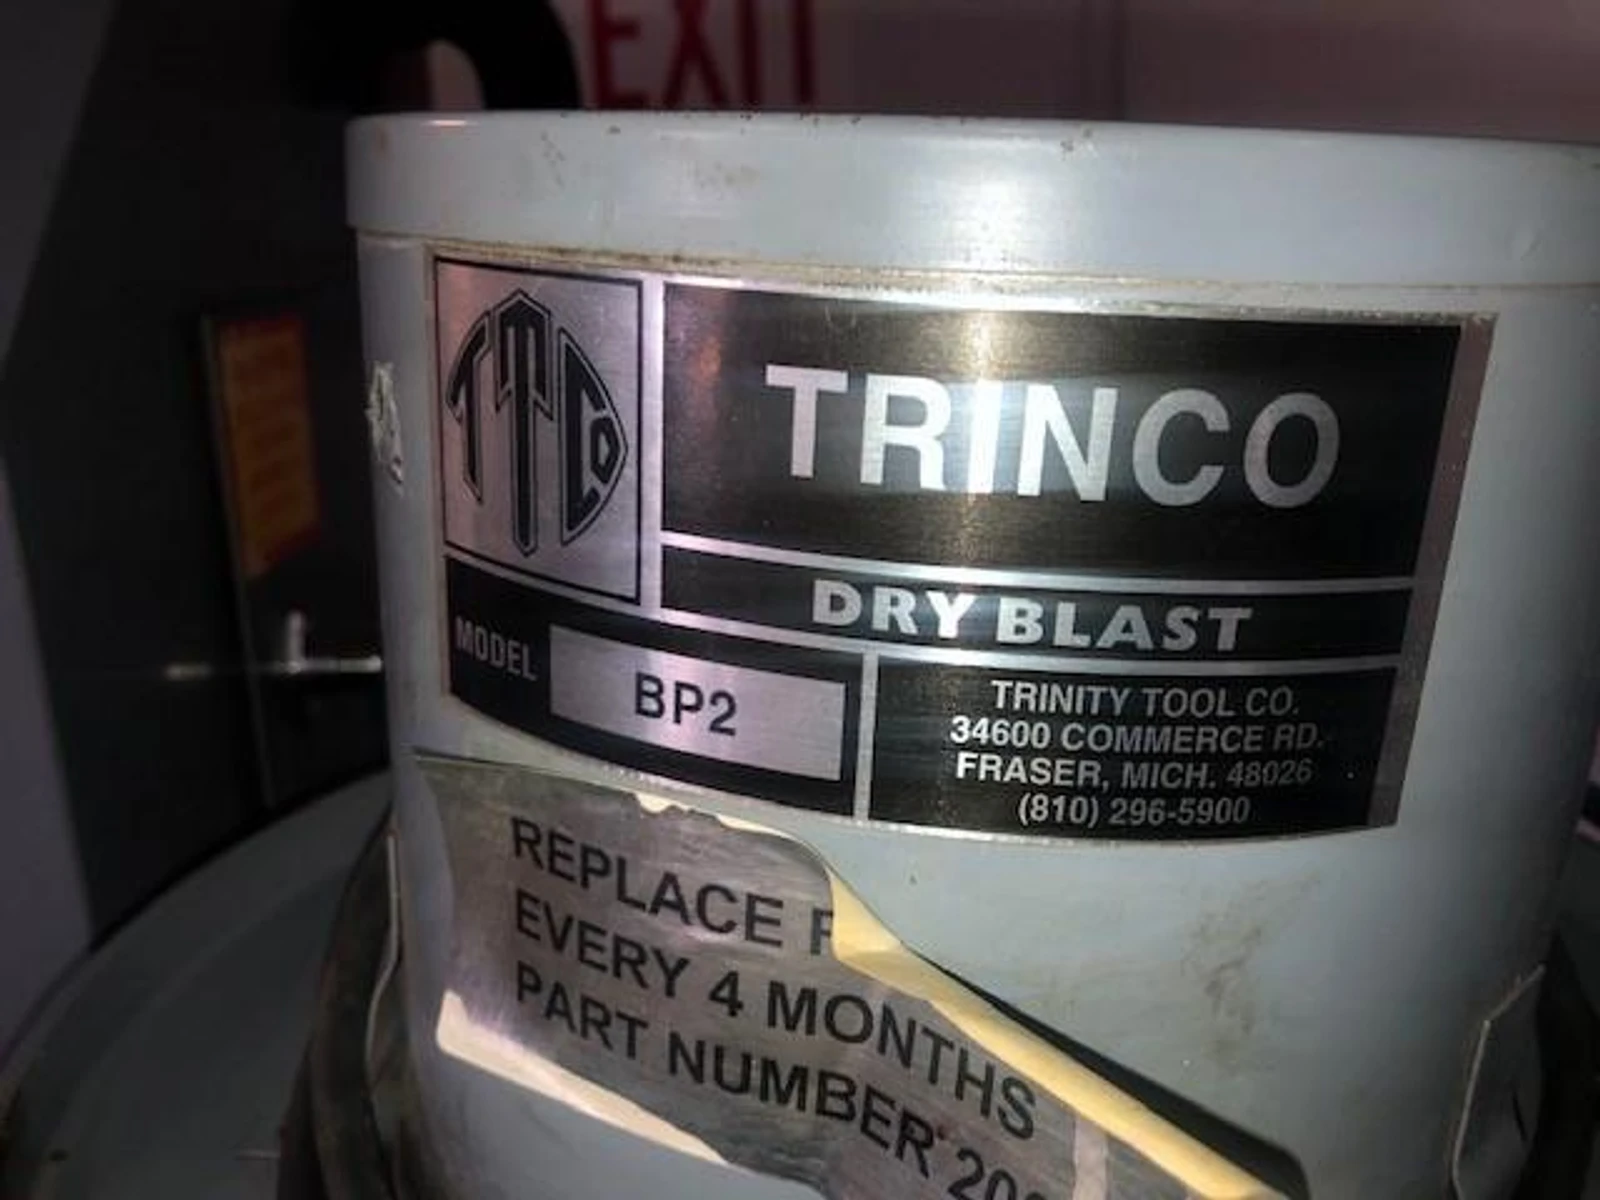 EXIT
TTCO
TRINCO
DRY BLAST
MODEL
BP2
TRINITY TOOL CO.
34600 COMMERCE RD.
FRASER, MICH. 48026
(810) 296-5900
REPLACE
EVERY 4 MONTHS
PART NUMBER